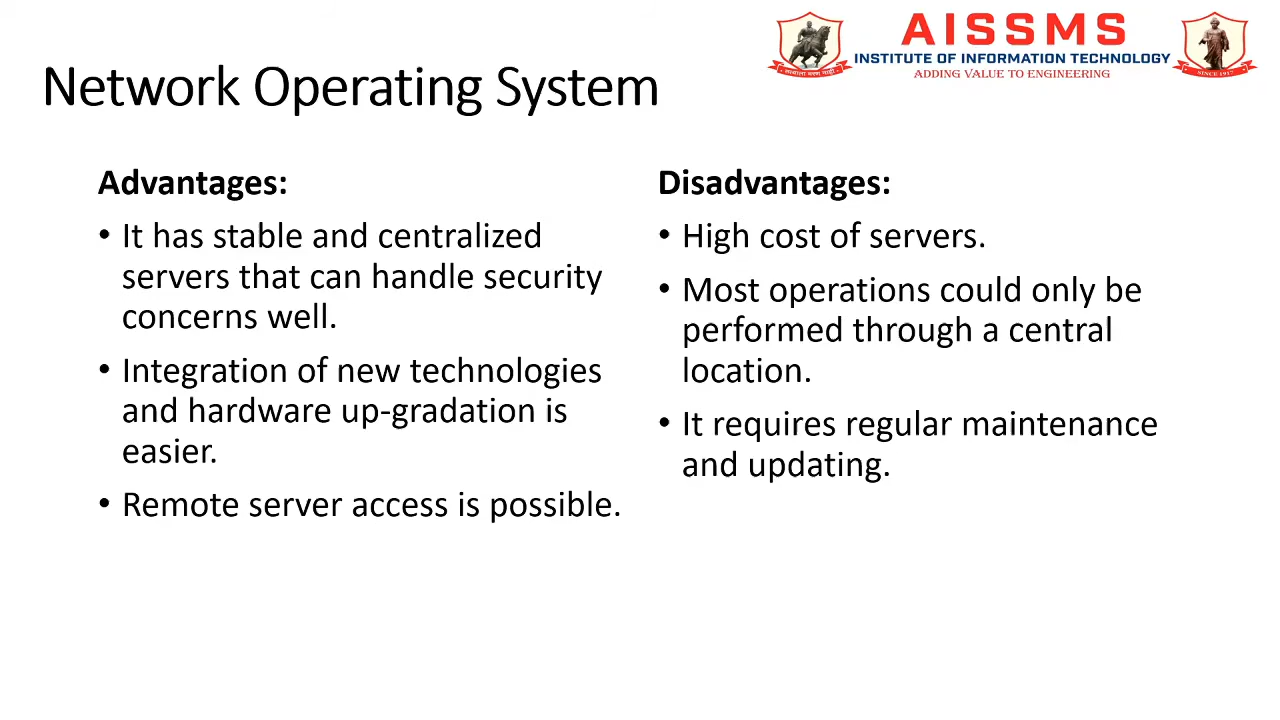 AISSMS
INSTITUTE OF INFORMATION TECHNOLOGY
ADDING VALUE TO ENGINEERING
SINCE 1917
Network Operating System
Advantages:
• It has stable and centralized
servers that can handle security
concerns well.
• Integration of new technologies
and hardware up-gradation is
easier.
• Remote server access is possible.
Disadvantages:
• High cost of servers.
• Most operations could only be
performed through a central
location.
• It requires regular maintenance
and updating.